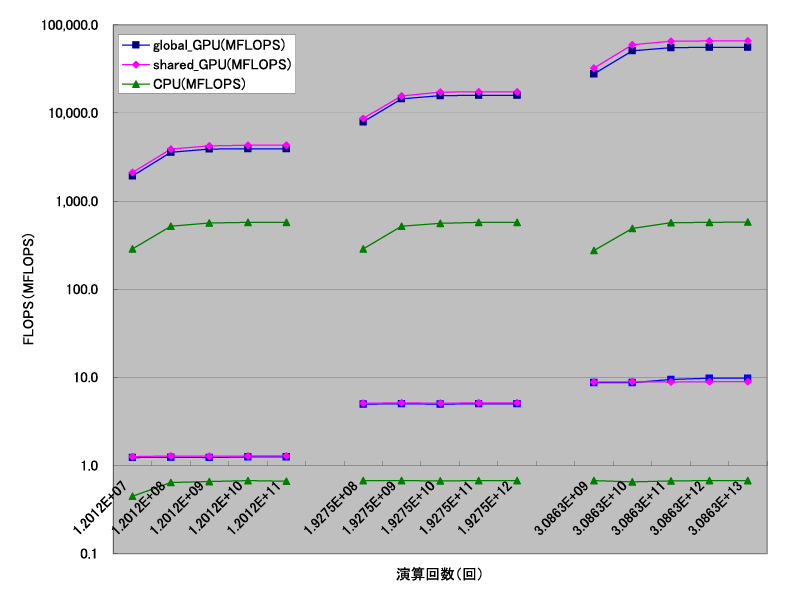 100,000.0
global_GPU(MFLOPS)
shared_GPU(MFLOPS)
CPU(MFLOPS)
10,000.0
1,000.0
100.0
10.0
1.0
0.1
FLOPS(MFLOPS)
1.2012E+07
1.2012E+08
1.2012E+09
1.2012E+10
1.2012E+11
1.9275E+08
1.9275E+09
1.9275E+10
1.9275E+11
1.9275E+12
3.0863E+09
3.0863E+10
3.0863E+11
3.0863E+12
3.0863E+13
演算回数(回)